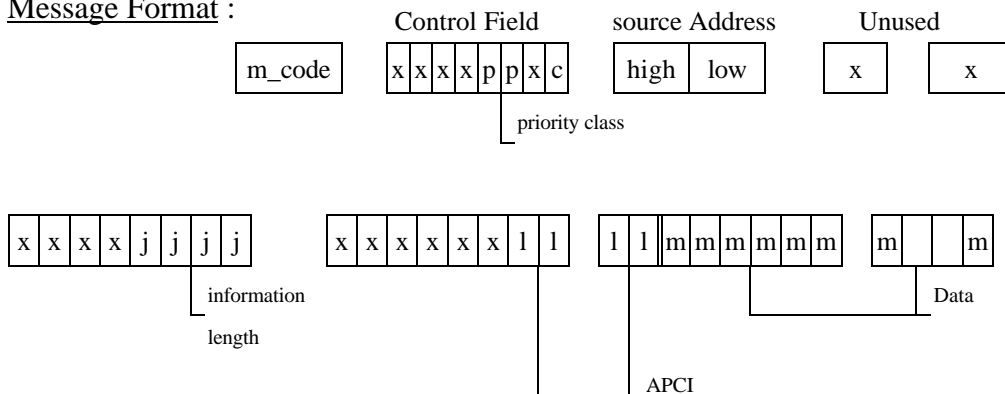 Message Format :
Control Field source Address Unused
m_code x x x x p p x c high low x x
priority class
x x x x j j j j x x x x x x l l l l m m m m m m m m
information
length
Data
APCI